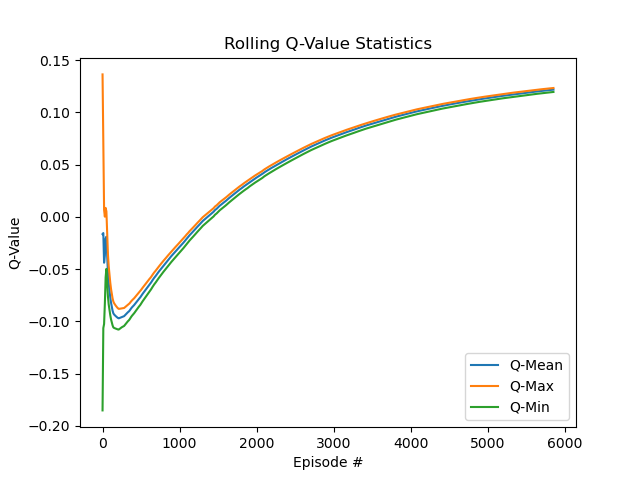 Rolling Q-Value Statistics
0.15
0.10
0.05
0.00
−0.05
−0.10
−0.15
−0.20
Q-Value
0 1000 2000 3000 4000 5000 6000
Episode #
Q-Mean
Q-Max
Q-Min